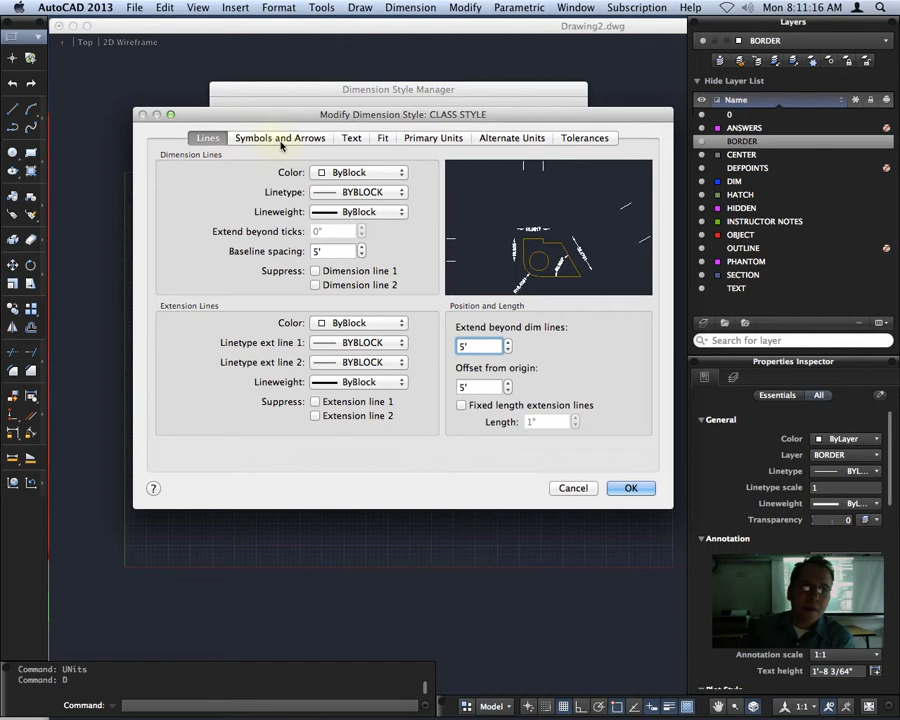 AutoCAD 2013 File Edit View Insert Format Tools Draw Dimension Modify Parametric Window Subscription Help Mon 8:11:16 AM
Drawing2.dwg
Layers
Top | 2D Wireframe
BORDER
Hide Layer List
Name
0
ANSWERS
BORDER
CENTER
DEFPOINTS
DIM
HATCH
HIDDEN
INSTRUCTOR NOTES
OBJECT
OUTLINE
PHANTOM
SECTION
TEXT
Search for layer
Dimension Style Manager
Modify Dimension Style: CLASS STYLE
Lines Symbols and Arrows Text Fit Primary Units Alternate Units Tolerances
Dimension Lines
Color: ByBlock
Linetype: BYBLOCK
Lineweight: ByBlock
Extend beyond ticks: 0"
Baseline spacing: 5'
Suppress: Dimension line 1
Dimension line 2
Extension Lines
Color: ByBlock
Linetype ext line 1: BYBLOCK
Linetype ext line 2: BYBLOCK
Lineweight: ByBlock
Suppress: Extension line 1
Extension line 2
Position and Length
Extend beyond dim lines:
5'
Offset from origin:
5'
Fixed length extension lines
Length: 1"
? Cancel OK
Properties Inspector
Essentials All
General
Color ByLayer
Layer BORDER
Linetype BYL...
Linetype scale 1
Lineweight ByL...
Transparency 0
Annotation
Annotation scale 1:1
Text height 1'-8 3/64"
Command: UNits
Command: D
Command:
Model 1:1